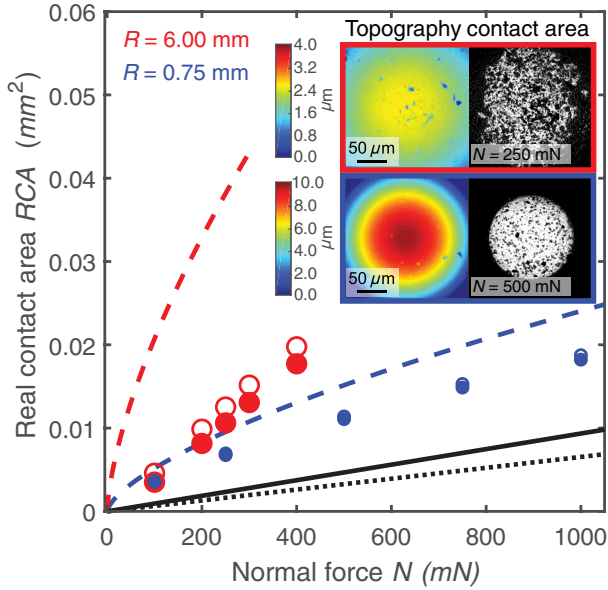 Topography contact area
R = 6.00 mm
R = 0.75 mm
4.0
3.2
2.4
1.6
0.8
0.0
µm
50 µm
N = 250 mN
10.0
8.0
6.0
4.0
2.0
0.0
µm
50 µm
N = 500 mN
Real contact area RCA (mm²)
0.06
0.05
0.04
0.03
0.02
0.01
0
0
200
400
600
800
1000
Normal force N (mN)